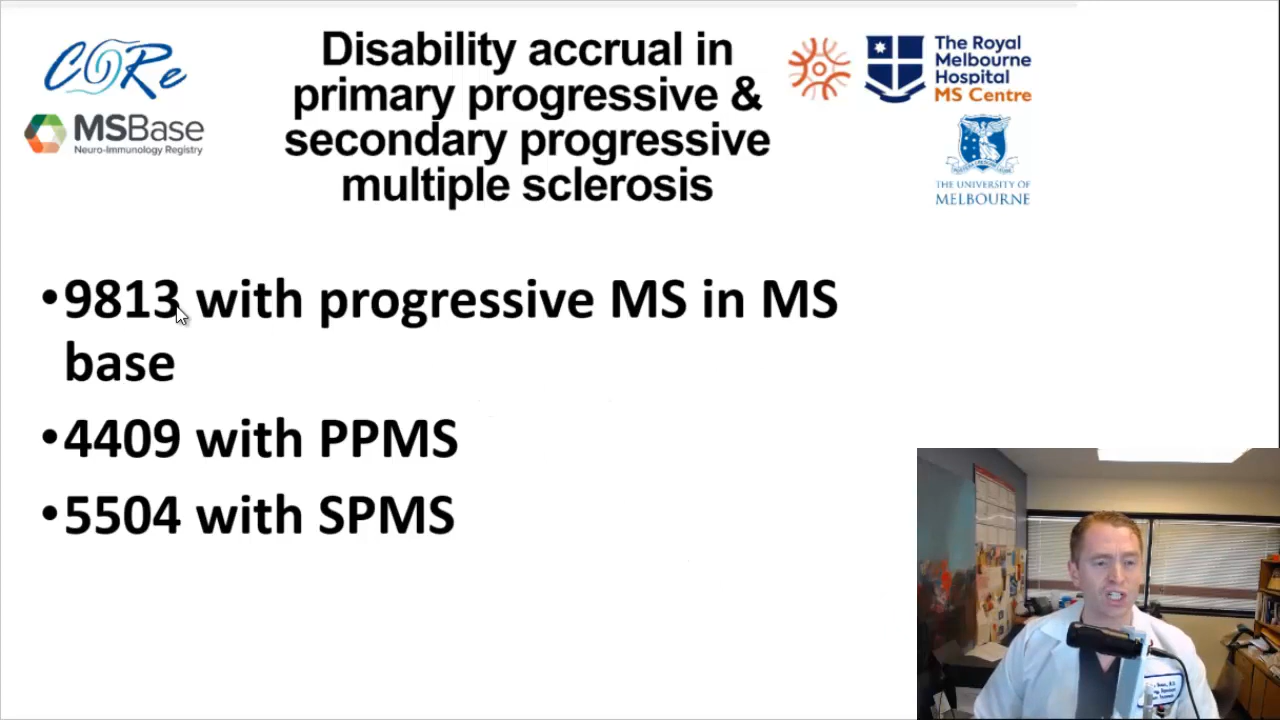 CORe
MSBase
Neuro-Immunology Registry
Disability accrual in
primary progressive &
secondary progressive
multiple sclerosis
The Royal
Melbourne
Hospital
MS Centre
THE UNIVERSITY OF
MELBOURNE
•9813 with progressive MS in MS
base
•4409 with PPMS
•5504 with SPMS